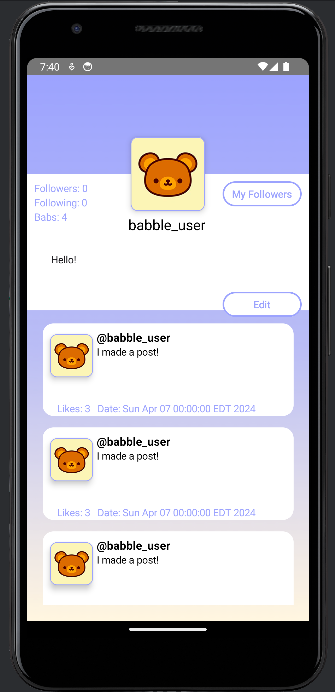 7:40
Followers: 0
Following: 0
Babs: 4
My Followers
babble_user
Hello!
Edit
@babble_user
I made a post!
Likes: 3 Date: Sun Apr 07 00:00:00 EDT 2024
@babble_user
I made a post!
Likes: 3 Date: Sun Apr 07 00:00:00 EDT 2024
@babble_user
I made a post!